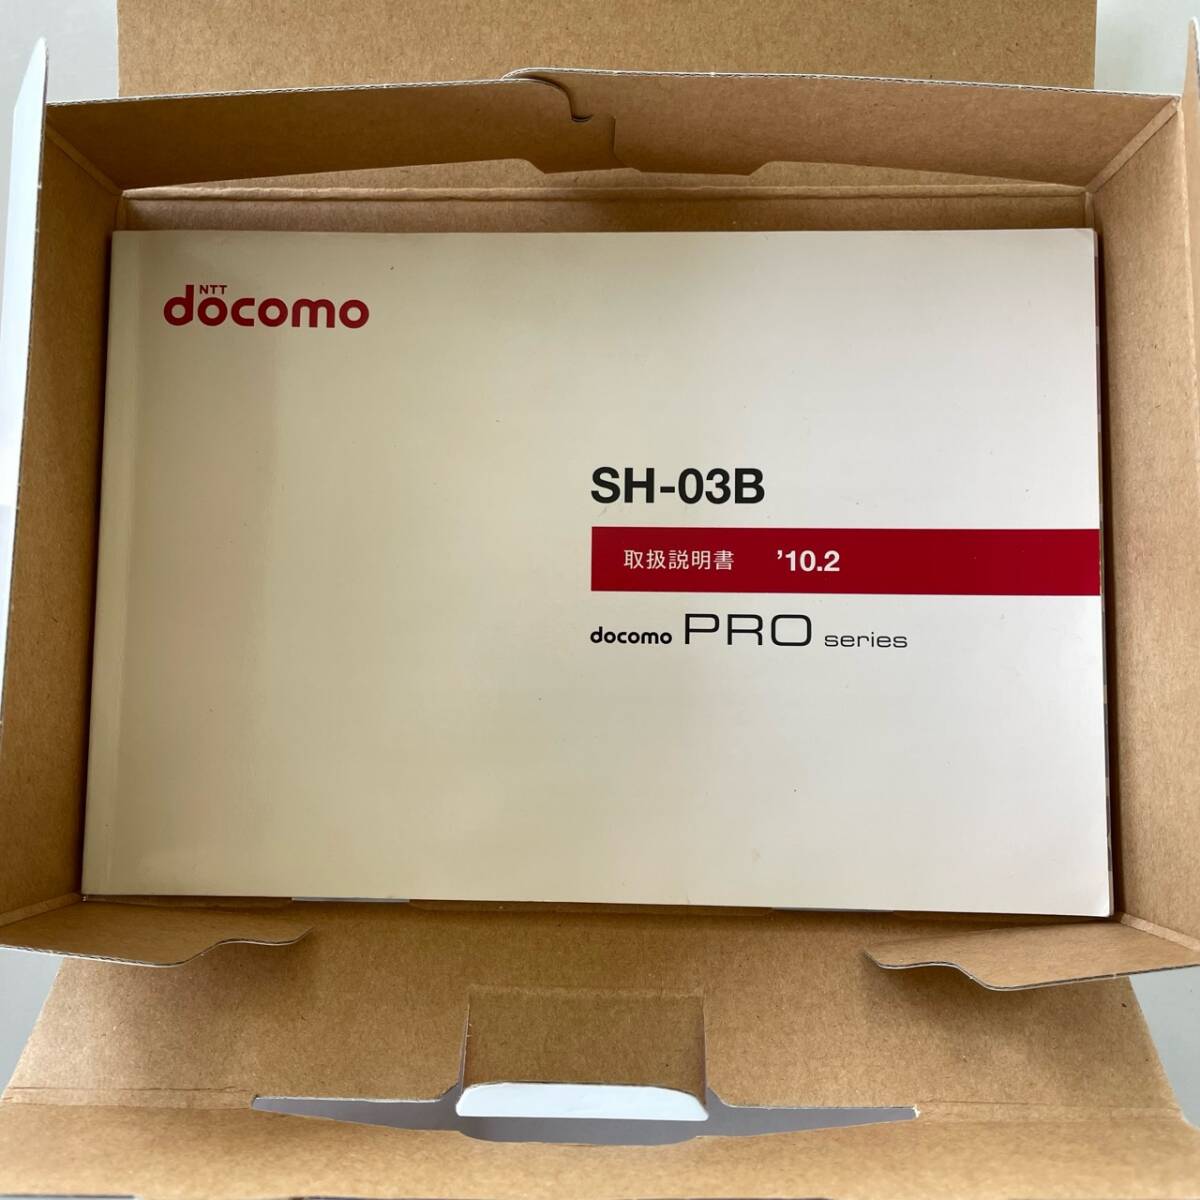 NTT
docomo
SH-03B
取扱説明書 ’10.2
docomo PRO series